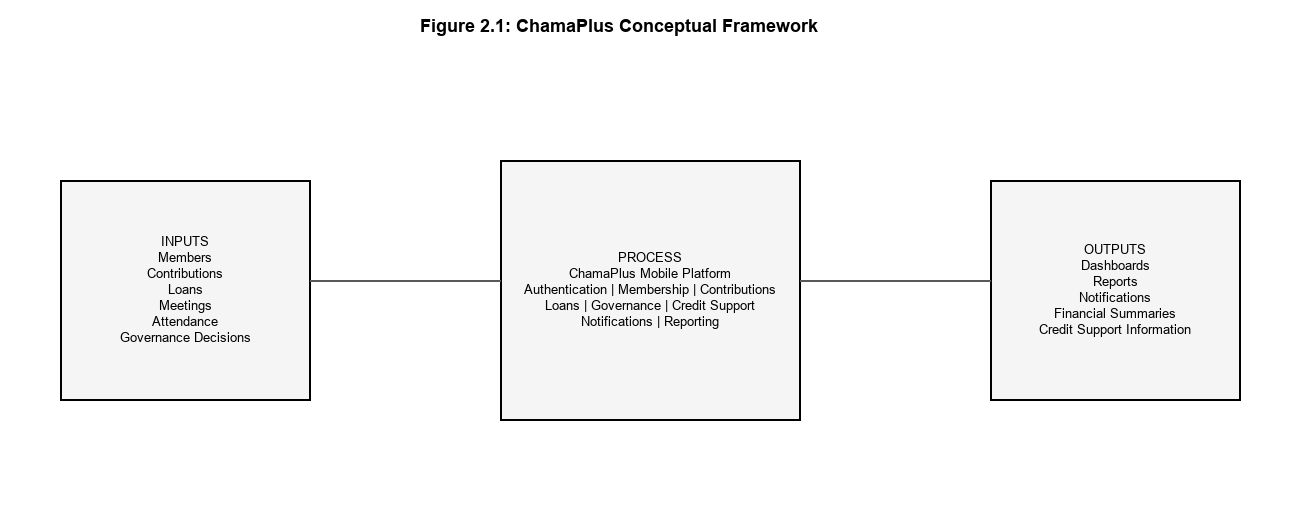 Figure 2.1: ChamaPlus Conceptual Framework
INPUTS
Members
Contributions
Loans
Meetings
Attendance
Governance Decisions
PROCESS
ChamaPlus Mobile Platform
Authentication | Membership | Contributions
Loans | Governance | Credit Support
Notifications | Reporting
OUTPUTS
Dashboards
Reports
Notifications
Financial Summaries
Credit Support Information